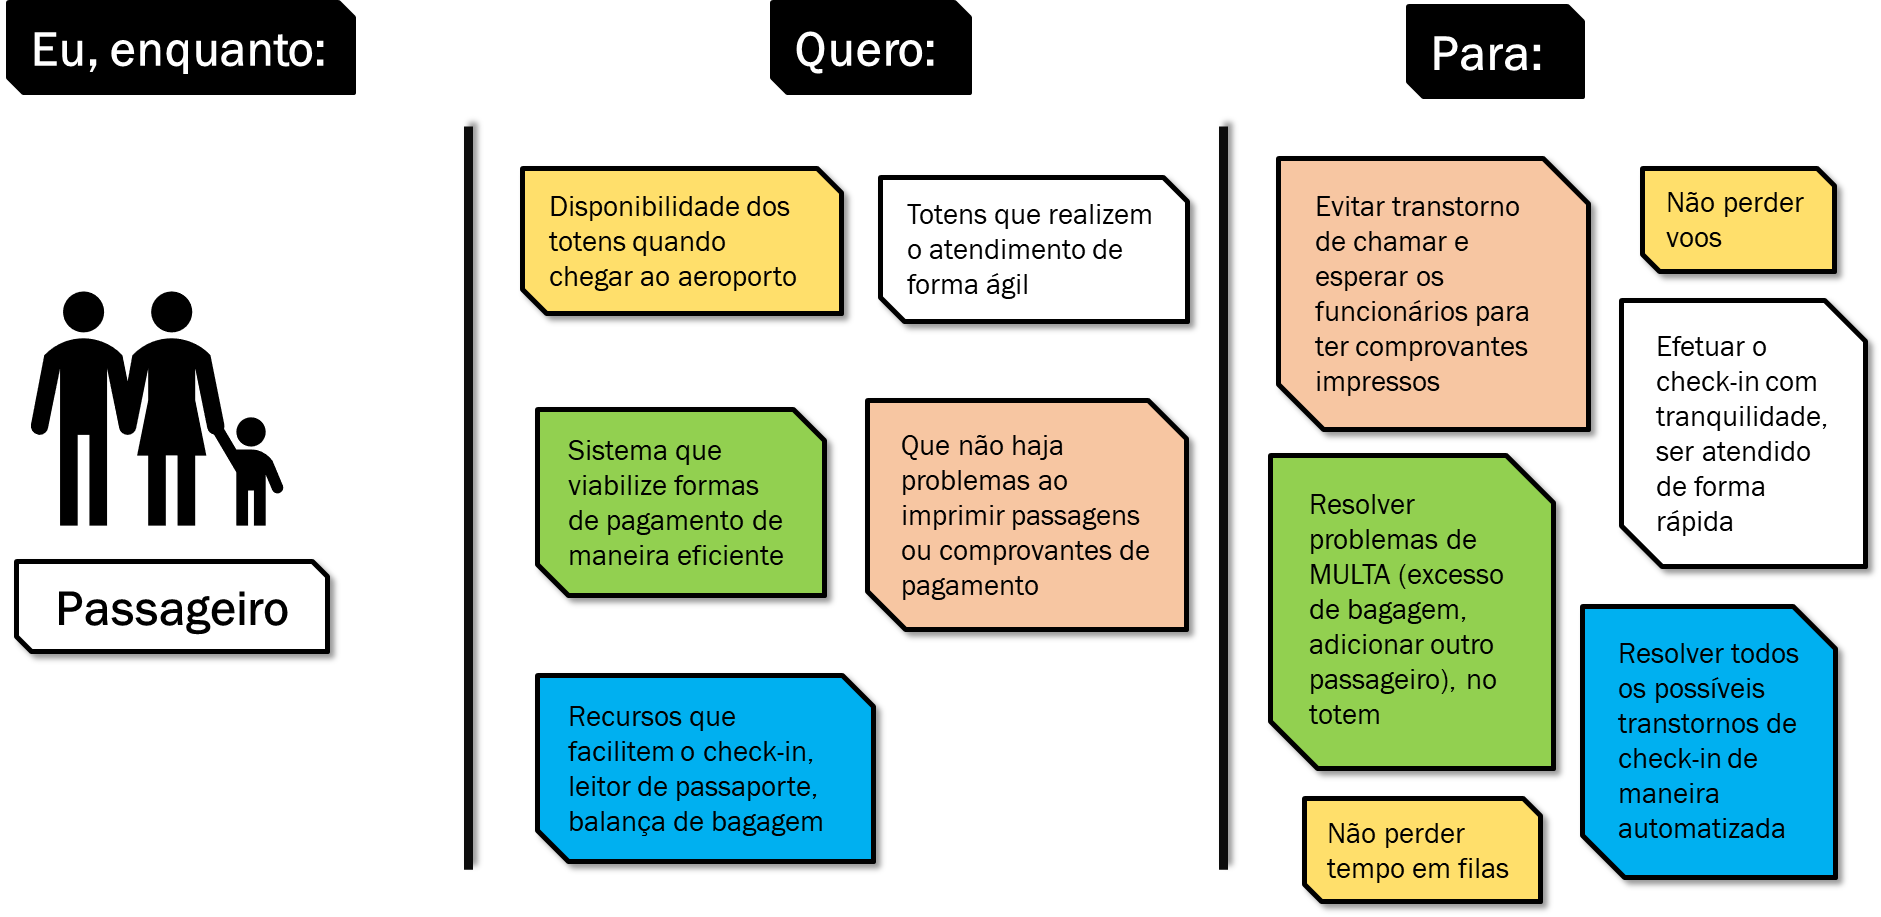 Eu, enquanto:
Quero:
Para:
Passageiro
Disponibilidade dos
totens quando
chegar ao aeroporto
Totens que realizem
o atendimento de
forma ágil
Sistema que
viabilize formas
de pagamento de
maneira eficiente
Que não haja
problemas ao
imprimir passagens
ou comprovantes de
pagamento
Recursos que
facilitem o check-in,
leitor de passaporte,
balança de bagagem
Evitar transtorno
de chamar e
esperar os
funcionários para
ter comprovantes
impressos
Não perder
voos
Efetuar o
check-in com
tranquilidade,
ser atendido
de forma
rápida
Resolver
problemas de
MULTA (excesso
de bagagem,
adicionar outro
passageiro), no
totem
Resolver todos
os possíveis
transtornos de
check-in de
maneira
automatizada
Não perder
tempo em filas